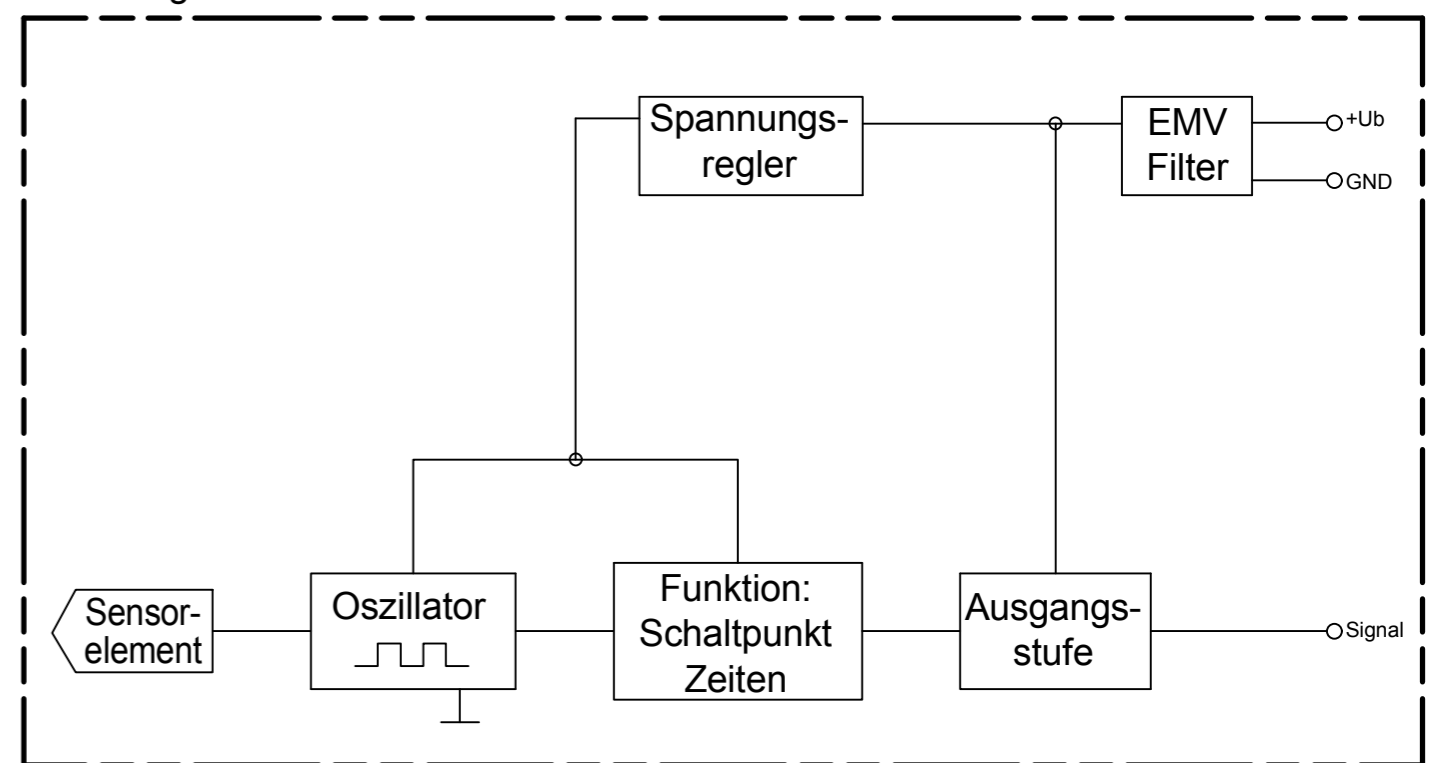 Spannungs-
regler
EMV
Filter
+Ub
GND
Sensor-
element
Oszillator
Funktion:
Schaltpunkt
Zeiten
Ausgangs-
stufe
Signal